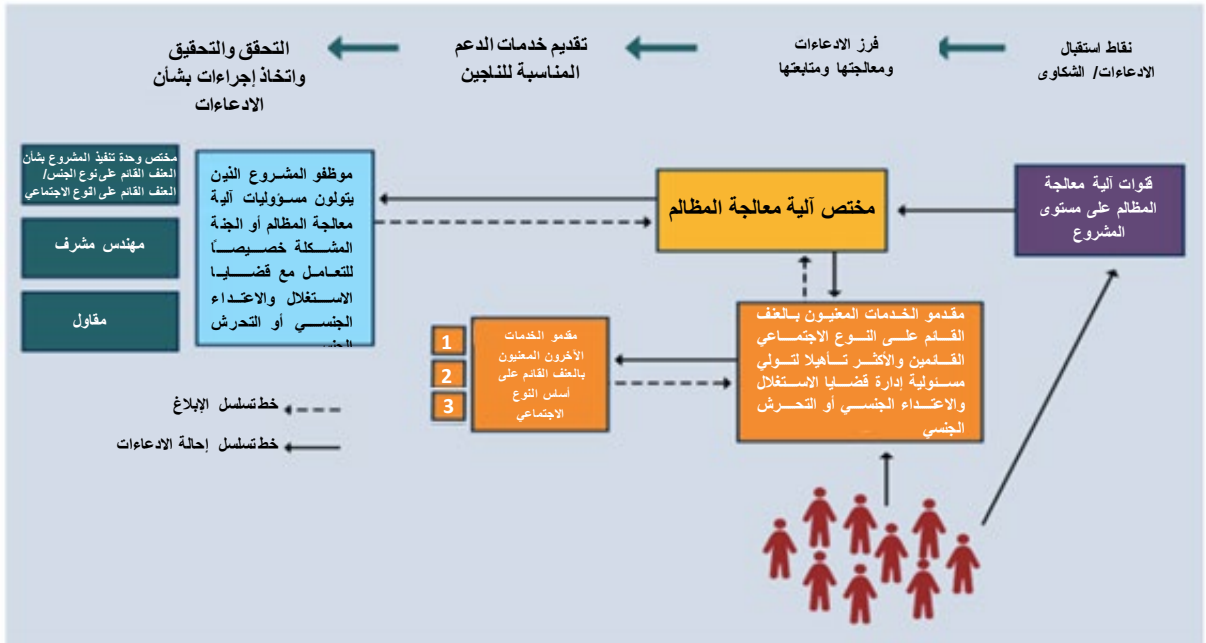 نقاط استقبال
الادعاءات/ الشكاوى
فرز الادعاءات
ومعالجتها ومتابعتها
تقديم خدمات الدعم
المناسبة للناجين
التحقق والتحقيق
واتخاذ إجراءات بشأن
الادعاءات
قنوات آلية معالجة
المظالم على مستوى
المشروع
مختص آلية معالجة المظالم
موظفو المشروع الذين
يتولون مسؤوليات آلية
معالجة المظالم أو الجنة
المشكلة خصيصًا
للتعامل مع قضايا
الاستغلال والاعتداء
الجنسي أو التحرش
مختص وحدة تنفيذ المشروع بشأن
العنف القائم على نوع الجنس/
العنف القائم على النوع الاجتماعي
مهندس مشرف
مقاول
مقدمو الخدمات المعنيون بالعنف
القائم على النوع الاجتماعي
القائمين والأكثر تأهيلا لتولي
مسئولية إدارة قضايا الاستغلال
والاعتداء الجنسي أو التحرش
الجنسي
مقدمو الخدمات
الآخرون المعنيون
بالعنف القائم على
أساس النوع
الاجتماعي
1
2
3
خط تسلسل الإبلاغ
خط تسلسل إحالة الادعاءات